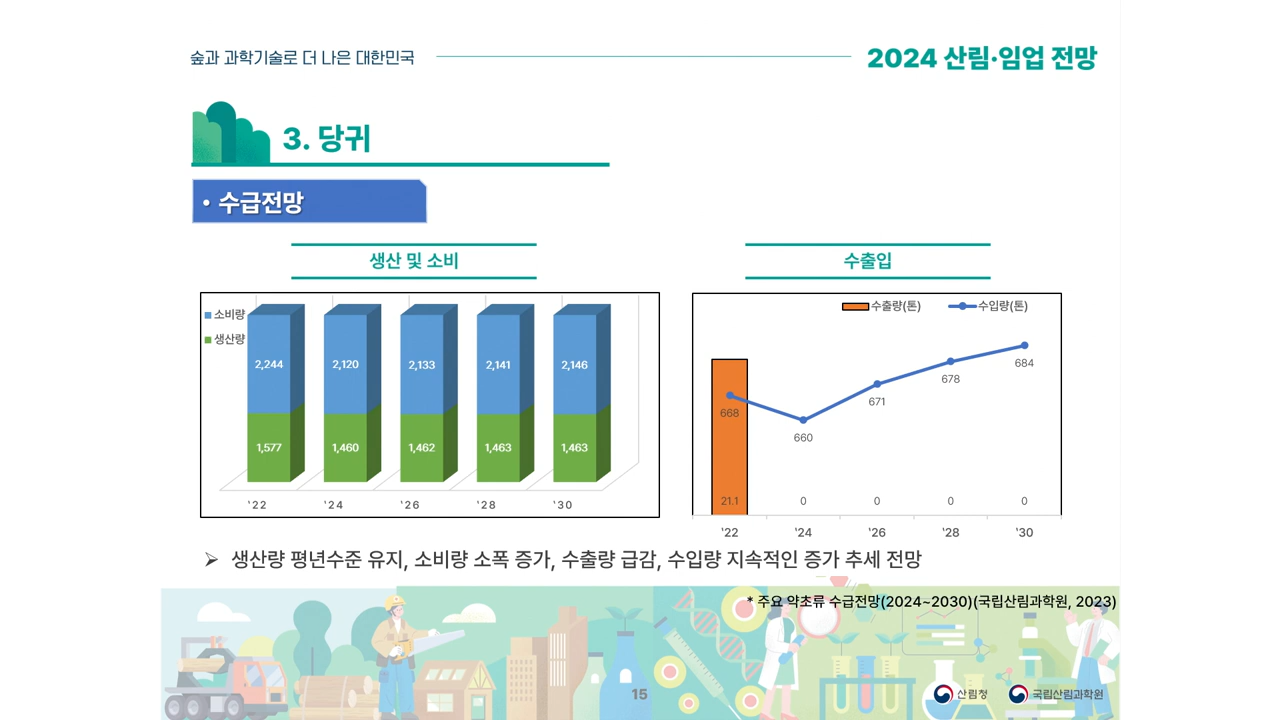 숲과 과학기술로 더 나은 대한민국
2024 산림·임업 전망
3. 당귀
• 수급전망
생산 및 소비
소비량
생산량
2,244 2,120 2,133 2,141 2,146
1,577 1,460 1,462 1,463 1,463
'22 '24 '26 '28 '30
수출입
수출량(톤) 수입량(톤)
668 660 671 678 684
21.1 0 0 0 0
'22 '24 '26 '28 '30
➢ 생산량 평년수준 유지, 소비량 소폭 증가, 수출량 급감, 수입량 지속적인 증가 추세 전망
* 주요 약초류 수급전망(2024~2030)(국립산림과학원, 2023)
15
산림청 국립산림과학원